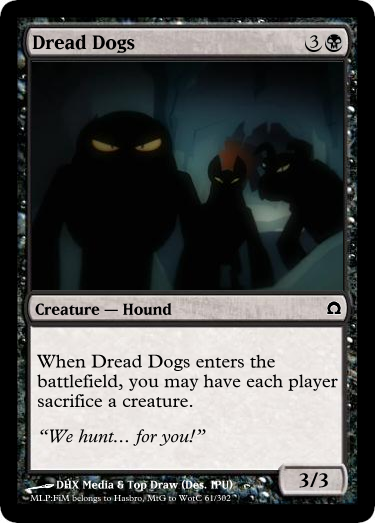 Dread Dogs 3
Creature — Hound
When Dread Dogs enters the
battlefield, you may have each player
sacrifice a creature.
“We hunt... for you!”
DHX Media & Top Draw (Des. IPU)
MLP:FiM belongs to Hasbro, MtG to WotC 61/302
3/3